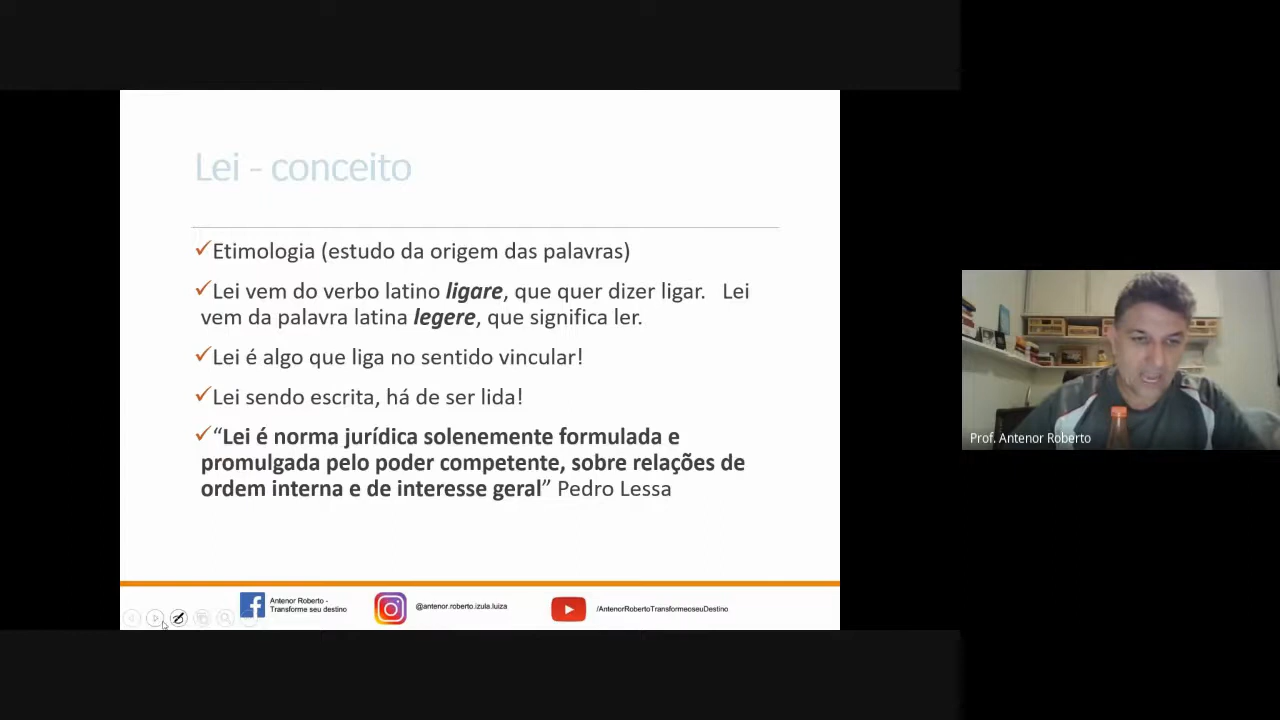 Lei - conceito
✓Etimologia (estudo da origem das palavras)
✓Lei vem do verbo latino ligare, que quer dizer ligar.   Lei
vem da palavra latina legere, que significa ler.
✓Lei é algo que liga no sentido vincular!
✓Lei sendo escrita, há de ser lida!
✓“Lei é norma jurídica solenemente formulada e
promulgada pelo poder competente, sobre relações de
ordem interna e de interesse geral” Pedro Lessa
Antenor Roberto -
Transforme seu destino
@antenor.roberto.izula.luiza
/AntenorRobertoTransformeoseuDestino
Prof. Antenor Roberto